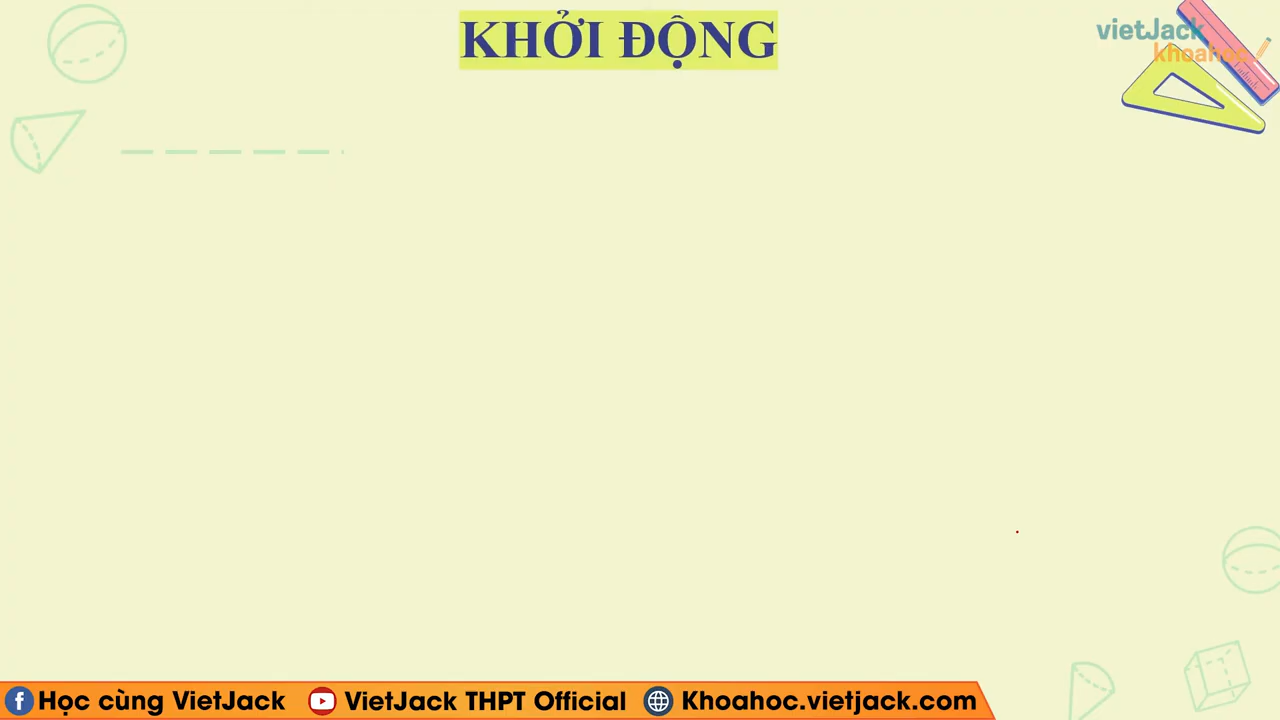 KHỞI ĐỘNG
vietJack
khoahoc
Học cùng VietJack
VietJack THPT Official
Khoahoc.vietjack.com